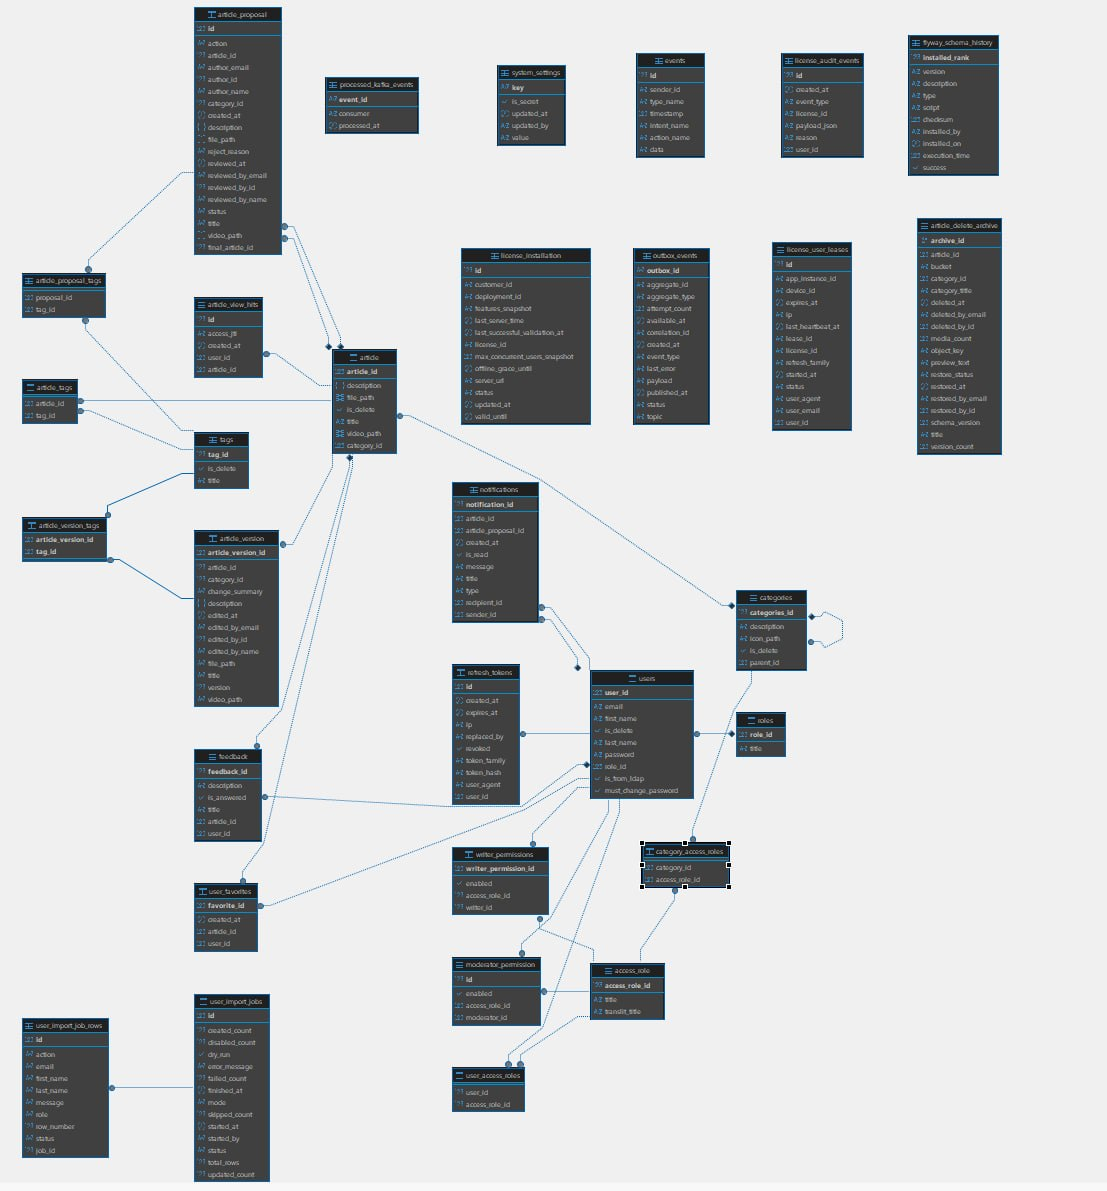 article_proposal
id
action
article_id
author_email
author_id
author_name
category_id
created_at
description
file_path
reject_reason
reviewed_at
reviewed_by_email
reviewed_by_id
reviewed_by_name
status
title
video_path
final_article_id
processed_kafka_events
event_id
consumer
processed_at
system_settings
key
is_secret
updated_at
updated_by
value
events
id
sender_id
type_name
timestamp
intent_name
action_name
data
license_audit_events
id
created_at
event_type
license_id
payload_json
reason
user_id
flyway_schema_history
installed_rank
version
description
type
script
checksum
installed_by
installed_on
execution_time
success
article_proposal_tags
proposal_id
tag_id
article_view_hits
id
access_jti
created_at
user_id
article_id
article
article_id
description
file_path
is_delete
title
video_path
category_id
license_installation
id
customer_id
deployment_id
features_snapshot
last_server_time
last_successful_validation_at
license_id
max_concurrent_users_snapshot
offline_grace_until
server_url
status
updated_at
valid_until
outbox_events
outbox_id
aggregate_id
aggregate_type
attempt_count
available_at
correlation_id
created_at
event_type
last_error
payload
published_at
status
topic
license_user_leases
id
app_instance_id
device_id
expires_at
ip
last_heartbeat_at
lease_id
license_id
refresh_family
started_at
status
user_agent
user_email
user_id
article_delete_archive
archive_id
article_id
bucket
category_id
category_title
deleted_at
deleted_by_email
deleted_by_id
media_count
object_key
preview_text
restore_status
restored_at
restored_by_email
restored_by_id
schema_version
title
version_count
article_tags
article_id
tag_id
tags
tag_id
is_delete
title
article_version_tags
article_version_id
tag_id
article_version
article_version_id
article_id
category_id
change_summary
description
edited_at
edited_by_email
edited_by_id
edited_by_name
file_path
title
version
video_path
notifications
notification_id
article_id
article_proposal_id
created_at
is_read
message
title
type
recipient_id
sender_id
categories
categories_id
description
icon_path
is_delete
parent_id
refresh_tokens
id
created_at
expires_at
ip
replaced_by
revoked
token_family
token_hash
user_agent
user_id
users
user_id
email
first_name
is_delete
last_name
password
role_id
is_from_ldap
must_change_password
roles
role_id
title
feedback
feedback_id
description
is_answered
title
article_id
user_id
writer_permissions
writer_permission_id
enabled
access_role_id
writer_id
category_access_roles
category_id
access_role_id
user_favorites
favorite_id
created_at
article_id
user_id
moderator_permission
id
enabled
access_role_id
moderator_id
access_role
access_role_id
title
translit_title
user_import_job_rows
id
action
email
first_name
last_name
message
role
row_number
status
job_id
user_import_jobs
id
created_count
disabled_count
dry_run
error_message
failed_count
finished_at
mode
skipped_count
started_at
started_by
status
total_rows
updated_count
user_access_roles
user_id
access_role_id